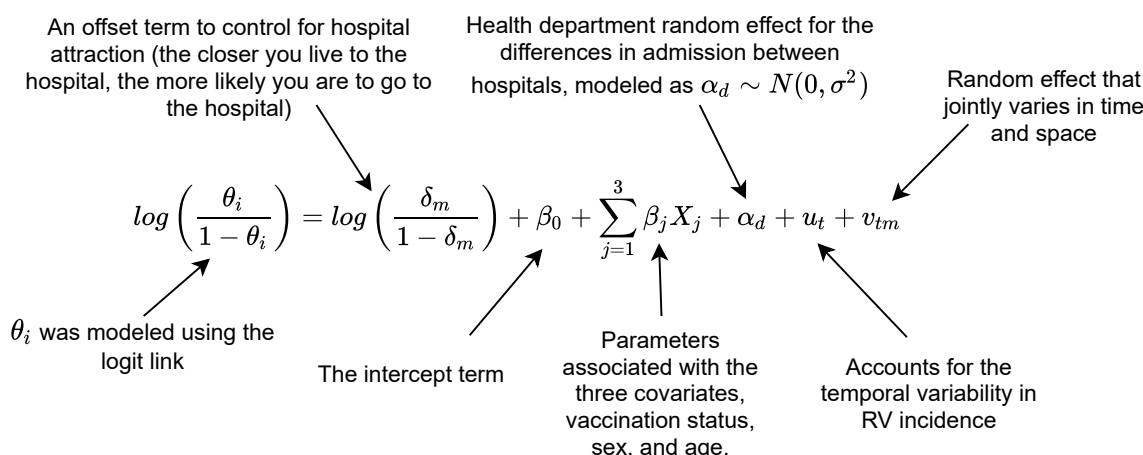 An offset term to control for hospital
attraction (the closer you live to the
hospital, the more likely you are to go to
the hospital)
Health department random effect for the
differences in admission between
hospitals, modeled as α_d ∼ N(0, σ²)
Random effect that
jointly varies in time
and space
log(θ_i / (1 − θ_i)) = log(δ_m / (1 − δ_m)) + β_0 + ∑_{j=1}^{3} β_j X_j + α_d + u_t + v_{tm}
θ_i was modeled using the
logit link
The intercept term
Parameters
associated with the
three covariates,
vaccination status,
sex, and age.
Accounts for the
temporal variability in
RV incidence